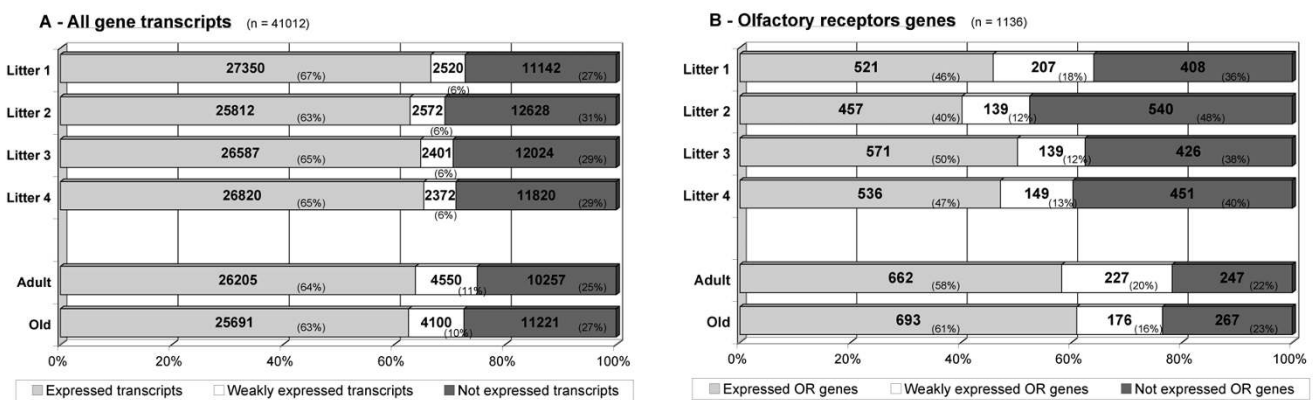 A - All gene transcripts (n = 41012)
Litter 1 27350 (67%) 2520 (6%) 11142 (27%)
Litter 2 25812 (63%) 2572 (6%) 12628 (31%)
Litter 3 26587 (65%) 2401 (6%) 12024 (29%)
Litter 4 26820 (65%) 2372 (6%) 11820 (29%)
Adult 26205 (64%) 4550 (11%) 10257 (25%)
Old 25691 (63%) 4100 (10%) 11221 (27%)
0% 20% 40% 60% 80% 100%
Expressed transcripts Weakly expressed transcripts Not expressed transcripts
B - Olfactory receptors genes (n = 1136)
Litter 1 521 (46%) 207 (18%) 408 (36%)
Litter 2 457 (40%) 139 (12%) 540 (48%)
Litter 3 571 (50%) 139 (12%) 426 (38%)
Litter 4 536 (47%) 149 (13%) 451 (40%)
Adult 662 (58%) 227 (20%) 247 (22%)
Old 693 (61%) 176 (16%) 267 (23%)
0% 20% 40% 60% 80% 100%
Expressed OR genes Weakly expressed OR genes Not expressed OR genes